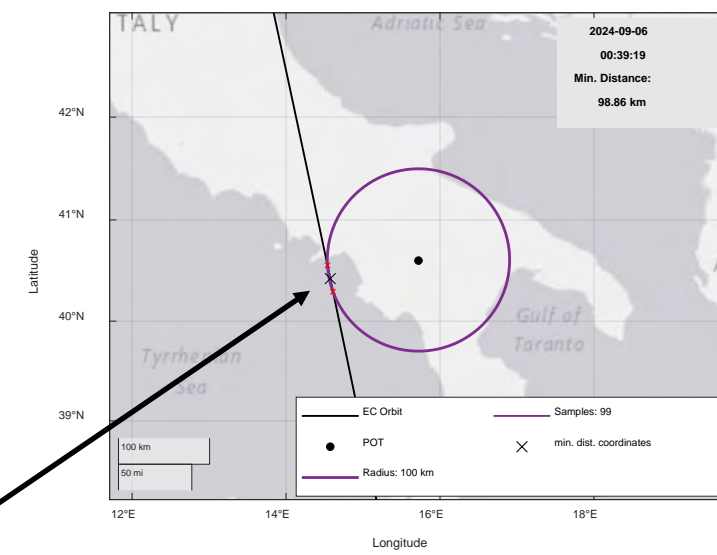 TALY
Adriatic Sea
2024-09-06
00:39:19
Min. Distance:
98.86 km
42°N
41°N
40°N
39°N
Latitude
Gulf of
Taranto
Tyrrhenian
Sea
100 km
50 mi
EC Orbit
Samples: 99
POT
min. dist. coordinates
Radius: 100 km
12°E
14°E
16°E
18°E
Longitude